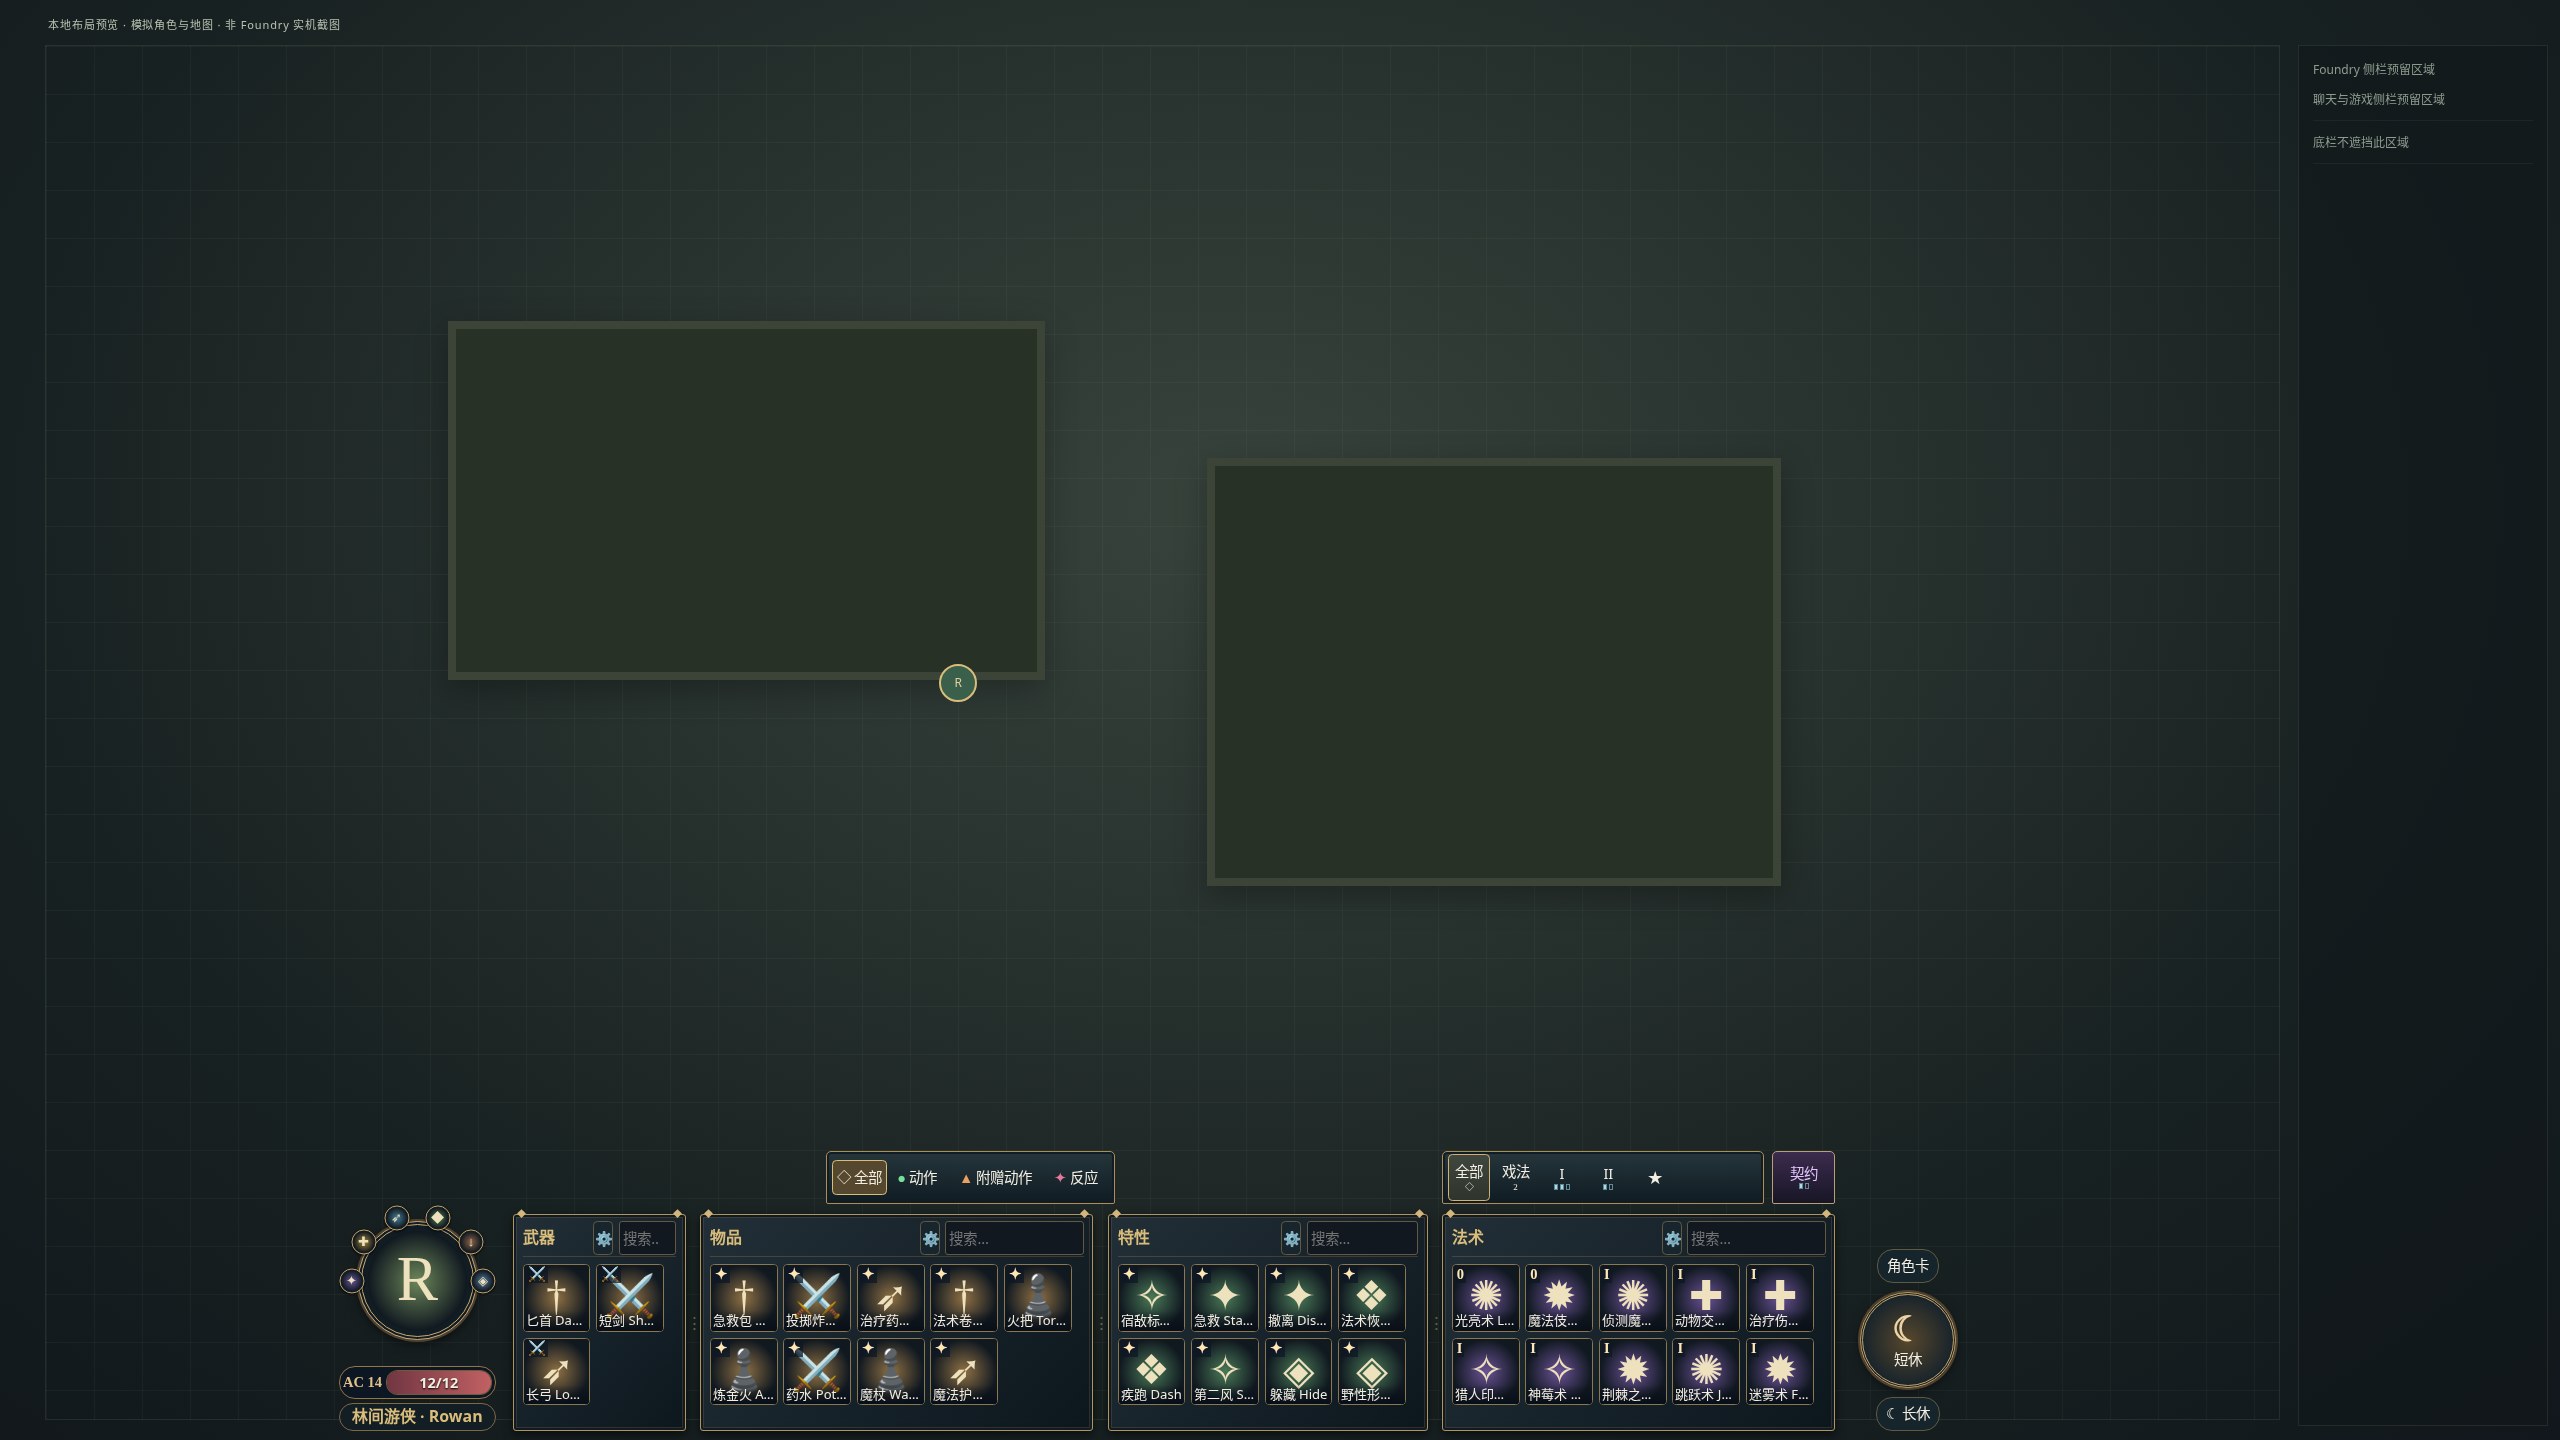 本地布局预览 · 模拟角色与地图 · 非 Foundry 实机截图
Foundry 侧栏预留区域
聊天与游戏侧栏预留区域
底栏不遮挡此区域
R
全部 动作 附赠动作 反应
全部 戏法 2 I II ★
契约
R
AC 14 12/12
林间游侠 · Rowan
武器 搜索..
匕首 Da... 短剑 Sh...
长弓 Lo...
物品 搜索...
急救包 ... 投掷炸... 治疗药... 法术卷... 火把 Tor...
炼金火 A... 药水 Pot... 魔杖 Wa... 魔法护...
特性 搜索...
宿敌标... 急救 Sta... 撤离 Dis... 法术恢...
疾跑 Dash 第二风 S... 躲藏 Hide 野性形...
法术 搜索...
0 0 I I I
光亮术 L... 魔法伎... 侦测魔... 动物交... 治疗伤...
I I I I I
猎人印... 神莓术 ... 荆棘之... 跳跃术 J... 迷雾术 F...
角色卡
短休
长休